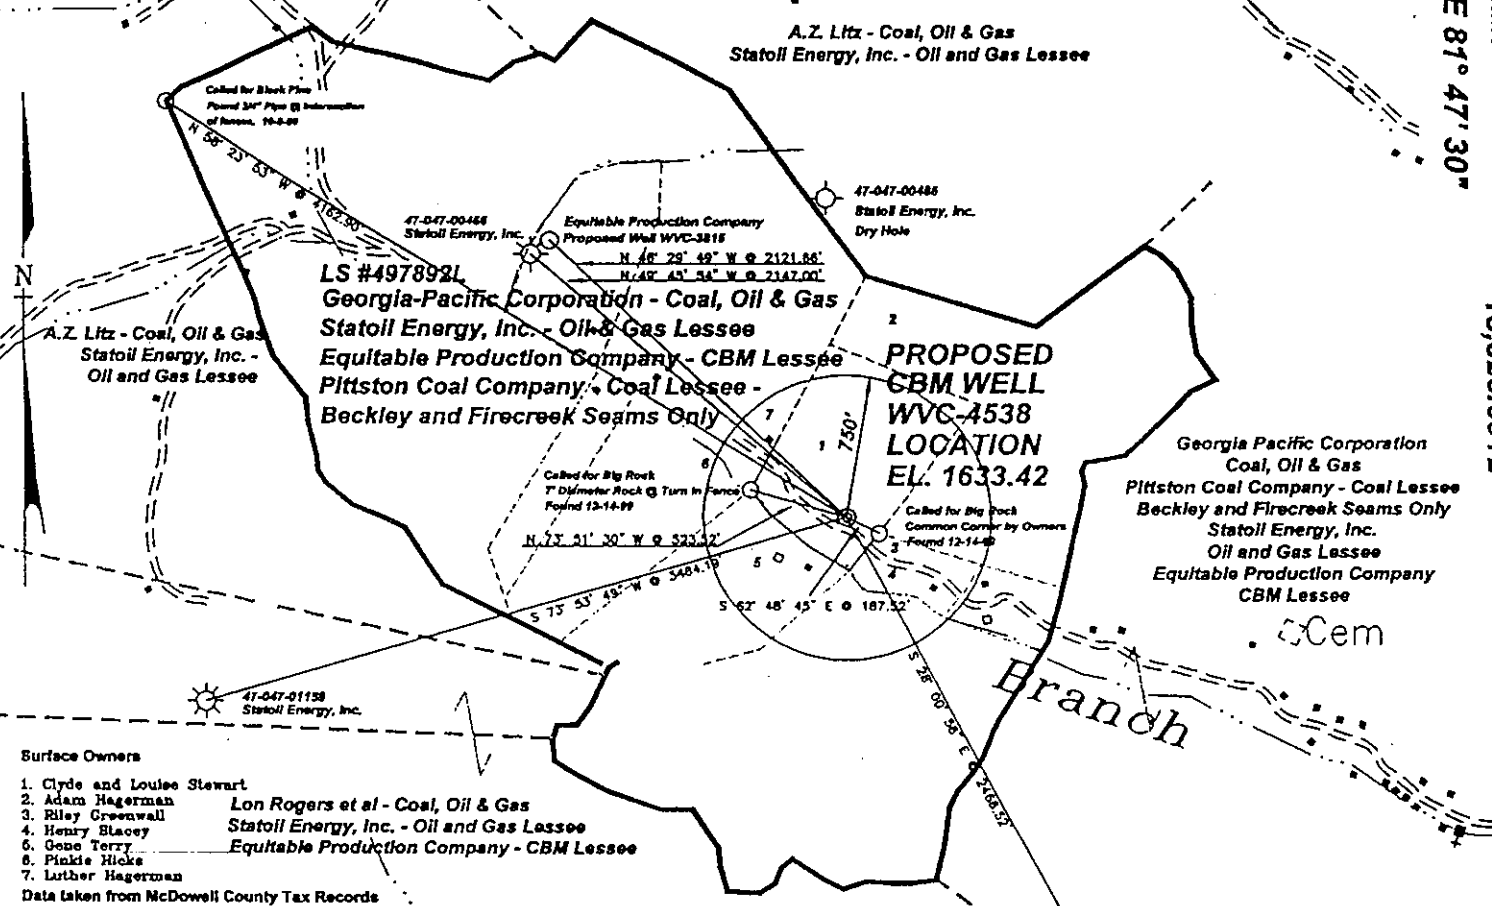 A.Z. Litz - Coal, Oil & Gas
Statoil Energy, Inc. - Oil and Gas Lessee
E 81° 47' 30"
Called for Black Pine
Found 3/4" Pipe @ Intersection
of fences,
N 58° 23' 53" W @ 4162.90'
47-047-00486
Statoil Energy, Inc.
Dry Hole
47-047-00466
Statoil Energy, Inc.
Equitable Production Company
Proposed Well WVC-3815
N 46° 29' 49" W @ 2121.86'
N 49° 45' 54" W @ 2147.00'
N
LS #497892L
Georgia-Pacific Corporation - Coal, Oil & Gas
Statoil Energy, Inc. - Oil & Gas Lessee
Equitable Production Company - CBM Lessee
Pittston Coal Company - Coal Lessee -
Beckley and Firecreek Seams Only
A.Z. Litz - Coal, Oil & Gas
Statoil Energy, Inc. -
Oil and Gas Lessee
2
PROPOSED
CBM WELL
WVC-4538
LOCATION
EL. 1633.42
7
1
750'
6
Georgia Pacific Corporation
Coal, Oil & Gas
Pittston Coal Company - Coal Lessee
Beckley and Firecreek Seams Only
Statoil Energy, Inc.
Oil and Gas Lessee
Equitable Production Company
CBM Lessee
Called for Big Rock
7" Diameter Rock @ Turn in Fence
Found 12-14-99
Called for Big Rock
Common Corner by Owners
Found
N 73° 51' 30" W @ 523.52'
3
4
5
S 73° 53' 49" W @ 3484.19'
S 62° 48' 45" E @ 187.52'
Cem
S 28° 00' 56" E @ 2468.52'
Branch
47-047-01159
Statoil Energy, Inc.
Surface Owners
1. Clyde and Louise Stewart
2. Adam Hagerman
3. Riley Greenwall
4. Henry Stacey
5. Gene Terry
6. Pinkie Hicks
7. Luther Hagerman
Data taken from McDowell County Tax Records
Lon Rogers et al - Coal, Oil & Gas
Statoil Energy, Inc. - Oil and Gas Lessee
Equitable Production Company - CBM Lessee